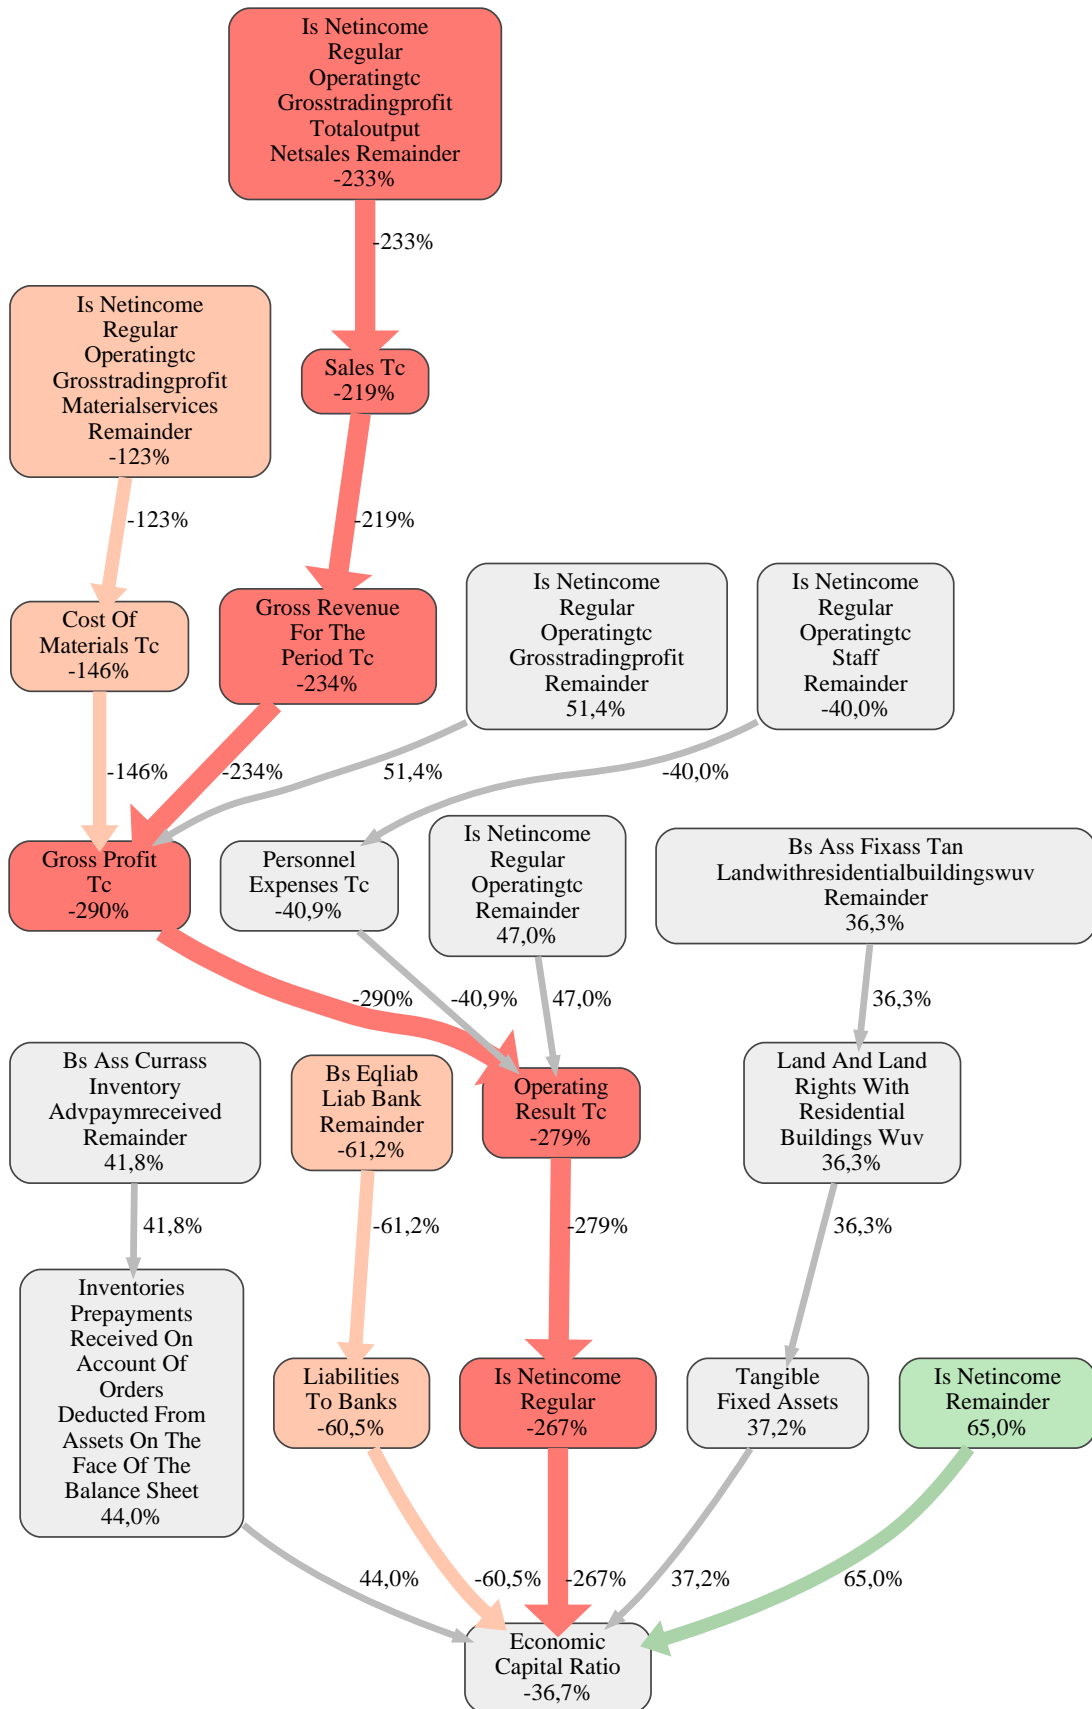 Is Netincome
Regular
Operatingtc
Grosstradingprofit
Totaloutput
Netsales Remainder
-233%
-233%
Is Netincome
Regular
Operatingtc
Grosstradingprofit
Materialservices
Remainder
-123%
Sales Tc
-219%
-123%
-219%
Cost Of
Materials Tc
-146%
Gross Revenue
For The
Period Tc
-234%
Is Netincome
Regular
Operatingtc
Grosstradingprofit
Remainder
51,4%
Is Netincome
Regular
Operatingtc
Staff
Remainder
-40,0%
-146%
-234%
51,4%
-40,0%
Gross Profit
Tc
-290%
Personnel
Expenses Tc
-40,9%
Is Netincome
Regular
Operatingtc
Remainder
47,0%
Bs Ass Fixass Tan
Landwithresidentialbuildingswuv
Remainder
36,3%
-290%
-40,9%
47,0%
36,3%
Bs Ass Currass
Inventory
Advpaymreceived
Remainder
41,8%
Bs Eqliab
Liab Bank
Remainder
-61,2%
Operating
Result Tc
-279%
Land And Land
Rights With
Residential
Buildings Wuv
36,3%
41,8%
-61,2%
-279%
36,3%
Inventories
Prepayments
Received On
Account Of
Orders
Deducted From
Assets On The
Face Of The
Balance Sheet
44,0%
Liabilities
To Banks
-60,5%
Is Netincome
Regular
-267%
Tangible
Fixed Assets
37,2%
Is Netincome
Remainder
65,0%
44,0%
-60,5%
-267%
37,2%
65,0%
Economic
Capital Ratio
-36,7%